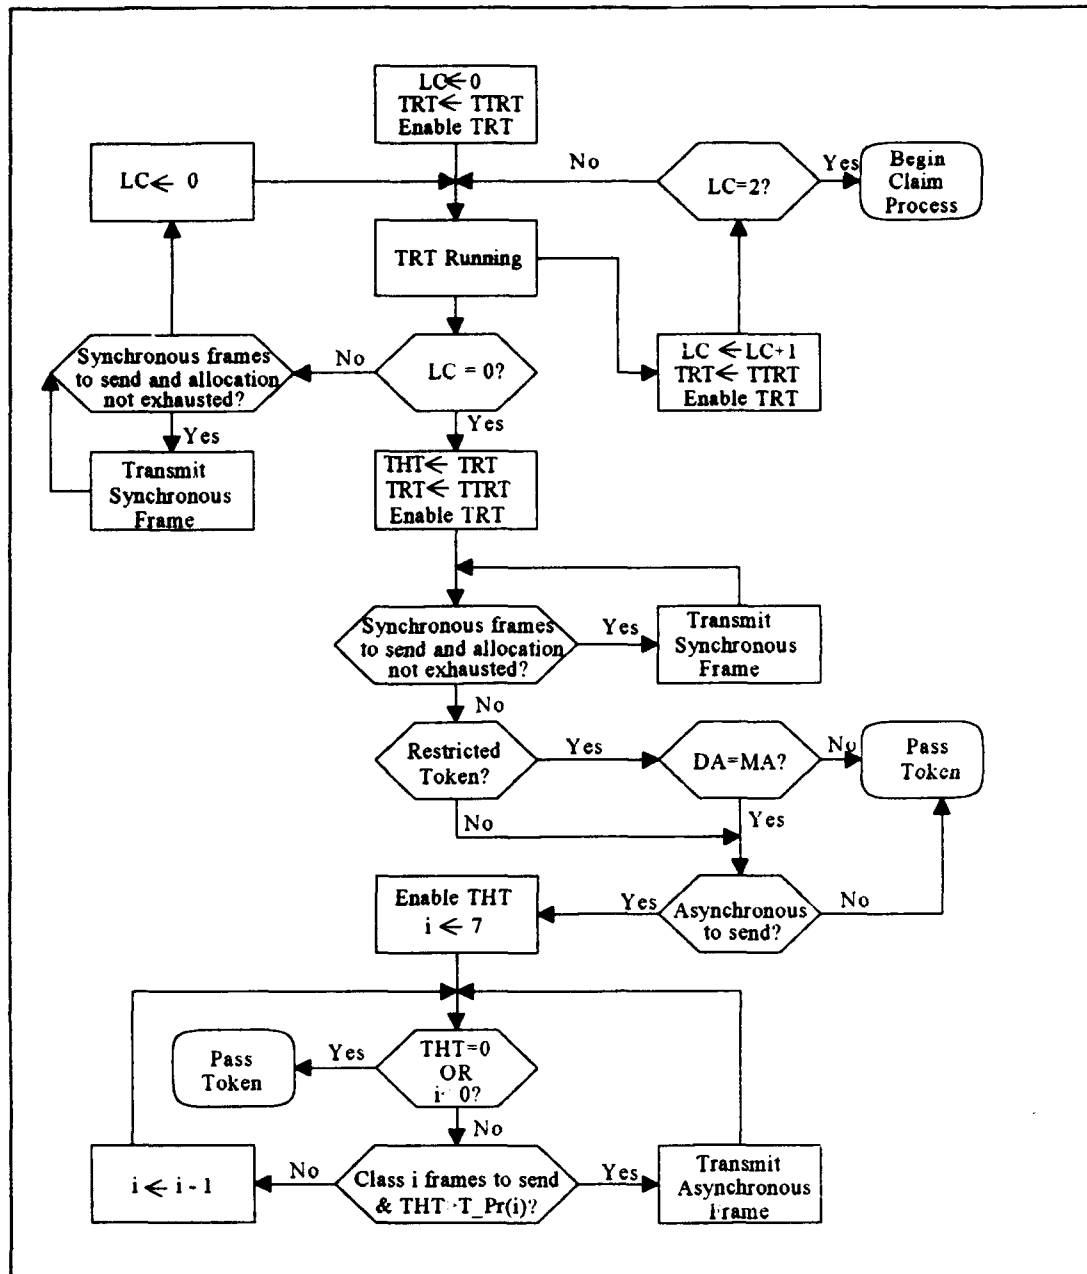 LC← 0
TRT← TTRT
Enable TRT
LC← 0
No
LC=2?
Yes
Begin
Claim
Process
TRT Running
Synchronous frames
to send and allocation
not exhausted?
No
LC = 0?
LC ← LC+1
TRT← TTRT
Enable TRT
Yes
Yes
Transmit
Synchronous
Frame
THT← TRT
TRT← TTRT
Enable TRT
Synchronous frames
to send and allocation
not exhausted?
Yes
Transmit
Synchronous
Frame
No
Restricted
Token?
Yes
DA=MA?
No
Pass
Token
No
Yes
Enable THT
i ← 7
Yes
Asynchronous
to send?
No
Pass
Token
Yes
THT=0
OR
i 0?
No
i ← i - 1
No
Class i frames to send
& THT T_Pr(i)?
Yes
Transmit
Asynchronous
Frame